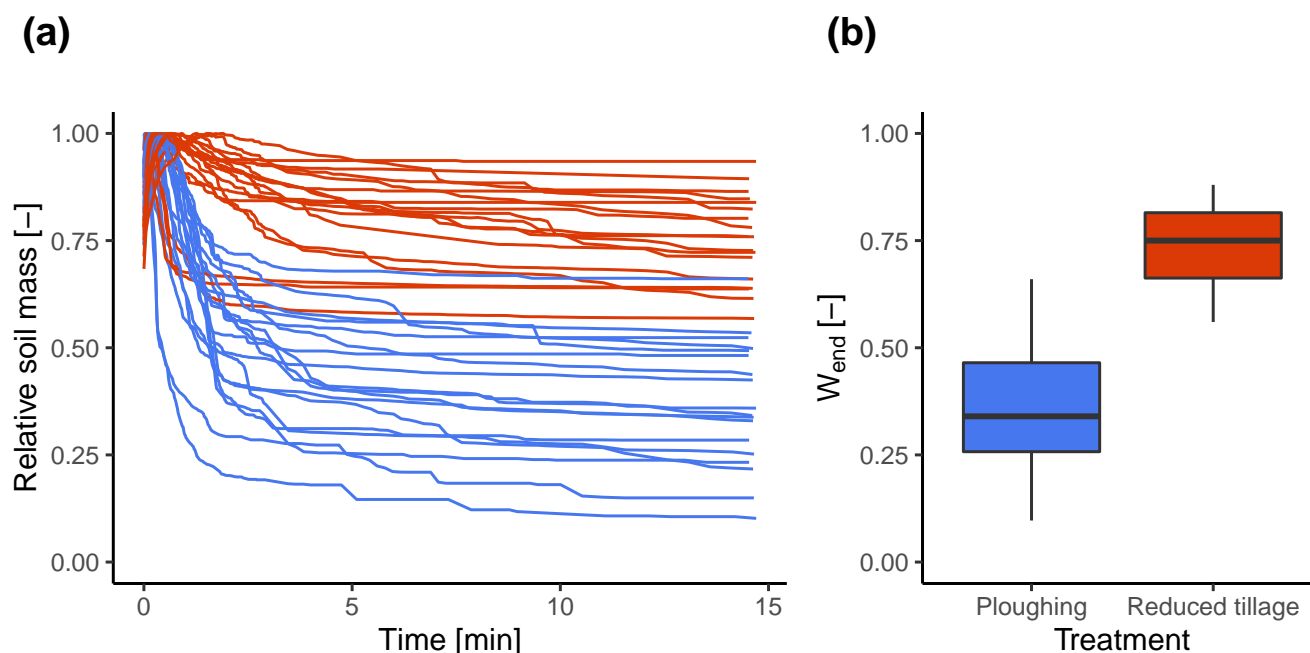 (a)
Relative soil mass [−]
1.00
0.75
0.50
0.25
0.00
0
5
10
15
Time [min]
(b)
Wend [−]
1.00
0.75
0.50
0.25
0.00
Ploughing
Reduced tillage
Treatment